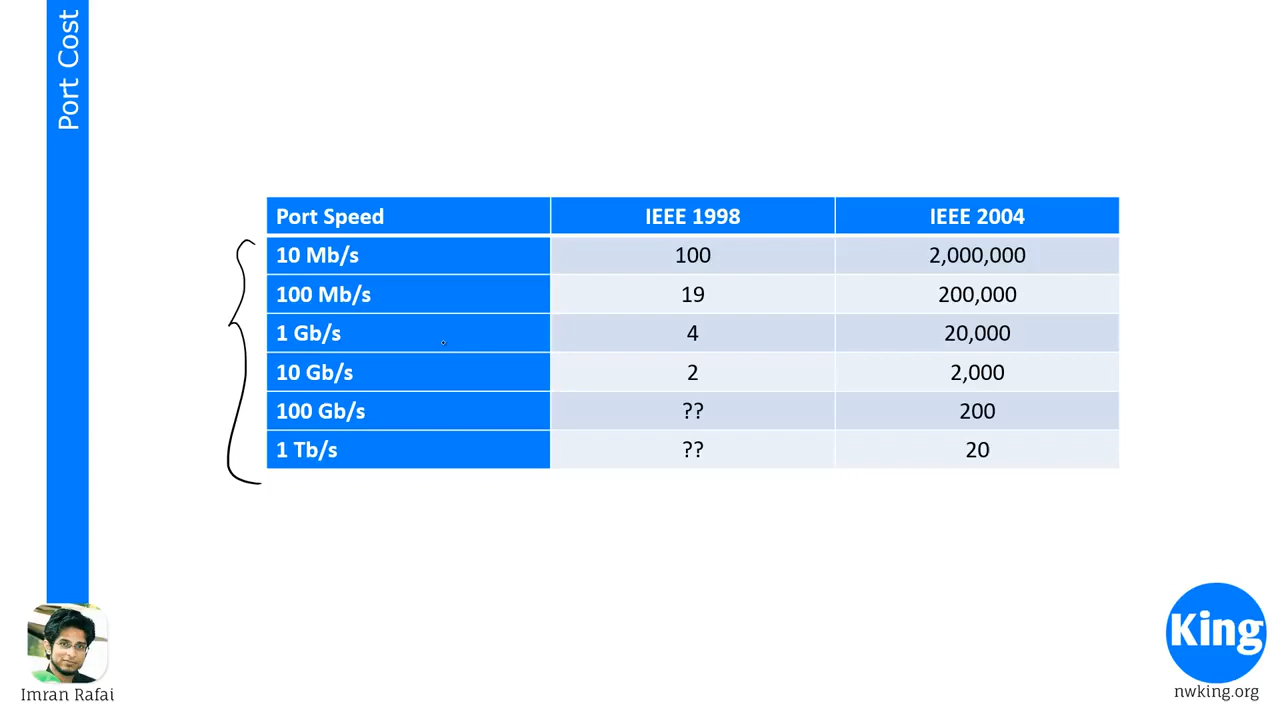 Port Cost
Port Speed IEEE 1998 IEEE 2004
10 Mb/s 100 2,000,000
100 Mb/s 19 200,000
1 Gb/s 4 20,000
10 Gb/s 2 2,000
100 Gb/s ?? 200
1 Tb/s ?? 20
Imran Rafai
King
nwking.org